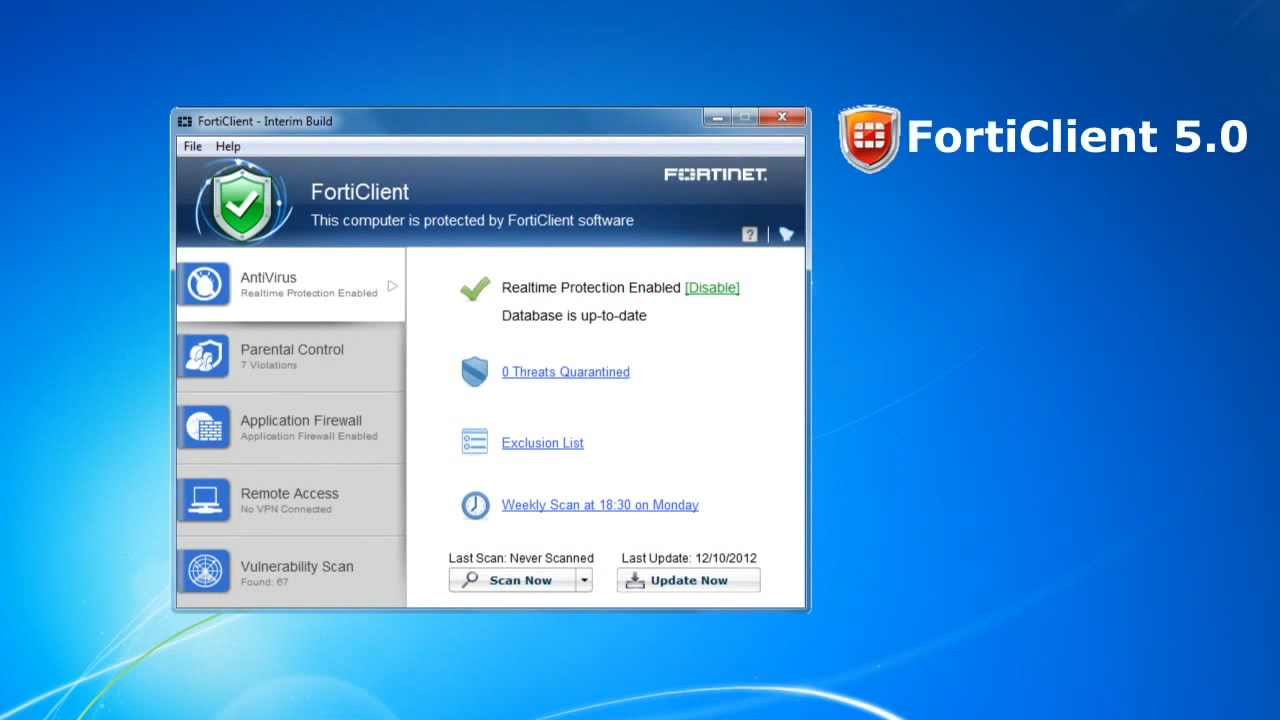 FortiClient - Interim Build
FortiClient 5.0
File Help
FORTINET.
FortiClient
This computer is protected by FortiClient software
?
AntiVirus
Realtime Protection Enabled
Parental Control
7 Violations
Application Firewall
Application Firewall Enabled
Remote Access
No VPN Connected
Vulnerability Scan
Found: 67
Realtime Protection Enabled [Disable]
Database is up-to-date
0 Threats Quarantined
Exclusion List
Weekly Scan at 18:30 on Monday
Last Scan: Never Scanned
Last Update: 12/10/2012
Scan Now
Update Now